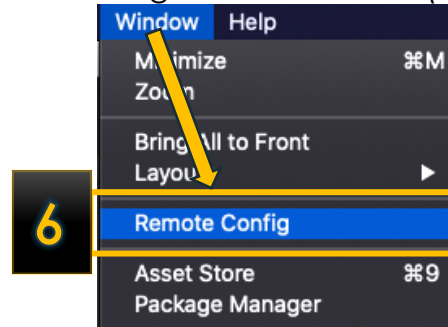 Window Help
Minimize ⌘M
Zoom
Bring All to Front
Layout ▶
6
Remote Config
Asset Store ⌘9
Package Manager